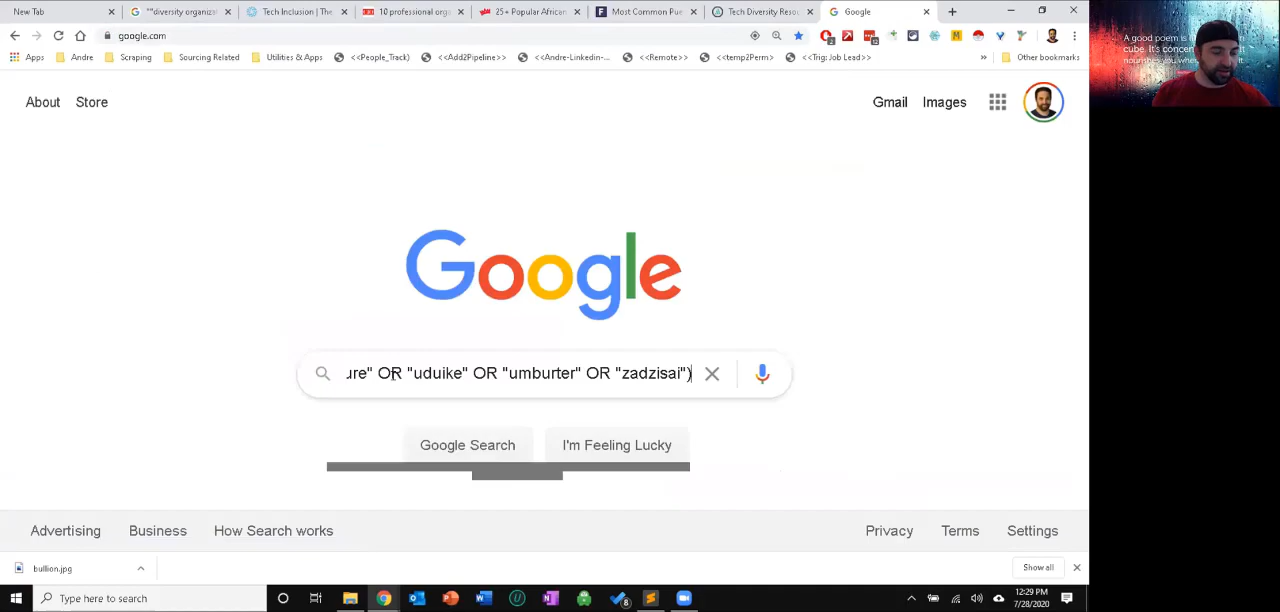 New Tab
"diversity organiz
Tech Inclusion | The
10 professional org
25+ Popular African
Most Common Pue
Tech Diversity Reso
Google
google.com
Apps
Andre
Scraping
Sourcing Related
Utilities & Apps
<<People_Track)
<<Add2Pipeline>>
<<Andre-Linkedin-...
<<Remote>>
<<temp2Perm>
<<Trig: Job Lead>>
»
Other bookmarks
A good poem is
cube. It's concen
nourishes you whe
About
Store
Gmail
Images
Google
ure" OR "uduike" OR "umburter" OR "zadzisai")
Google Search
I'm Feeling Lucky
Advertising
Business
How Search works
Privacy
Terms
Settings
bullion.jpg
Show all
Type here to search
12:29 PM
7/28/2020